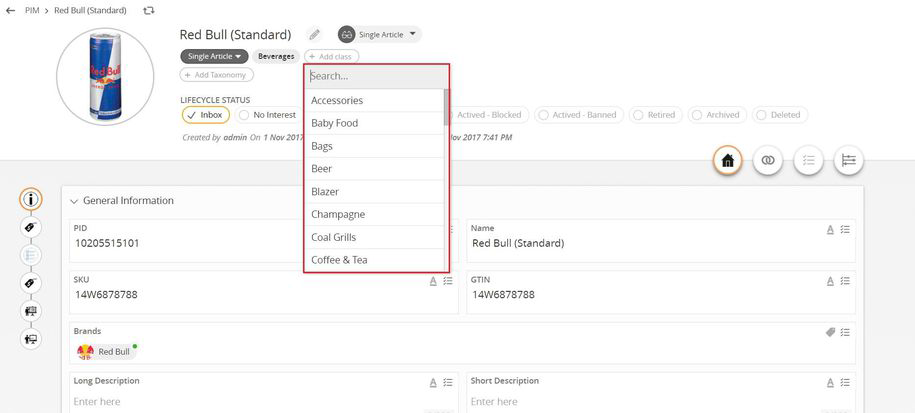 PIM > Red Bull (Standard)
Red Bull (Standard)
Single Article
Single Article
Beverages
+ Add class
+ Add Taxonomy
Search...
Accessories
Baby Food
Bags
Beer
Blazer
Champagne
Coal Grills
Coffee & Tea
LIFECYCLE STATUS
Inbox
No Interest
Actived - Blocked
Actived - Banned
Retired
Archived
Deleted
Created by admin On 1 Nov 2017
Nov 2017 7:41 PM
General Information
PID
10205515101
Name
Red Bull (Standard)
SKU
14W6878788
GTIN
14W6878788
Brands
Red Bull
Long Description
Enter here
Short Description
Enter here
Red Bull